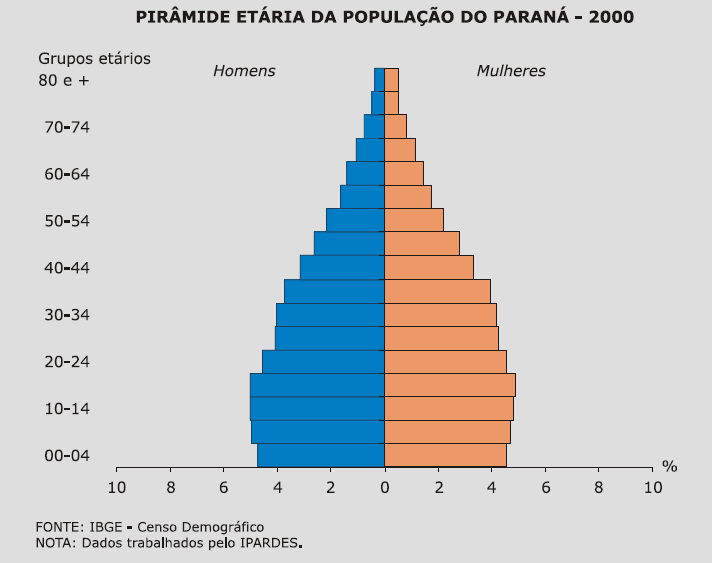 PIRÂMIDE ETÁRIA DA POPULAÇÃO DO PARANÁ - 2000
Grupos etários
Homens
Mulheres
80 e +
70-74
60-64
50-54
40-44
30-34
20-24
10-14
00-04
%
10 8 6 4 2 0 2 4 6 8 10
FONTE: IBGE - Censo Demográfico
NOTA: Dados trabalhados pelo IPARDES.